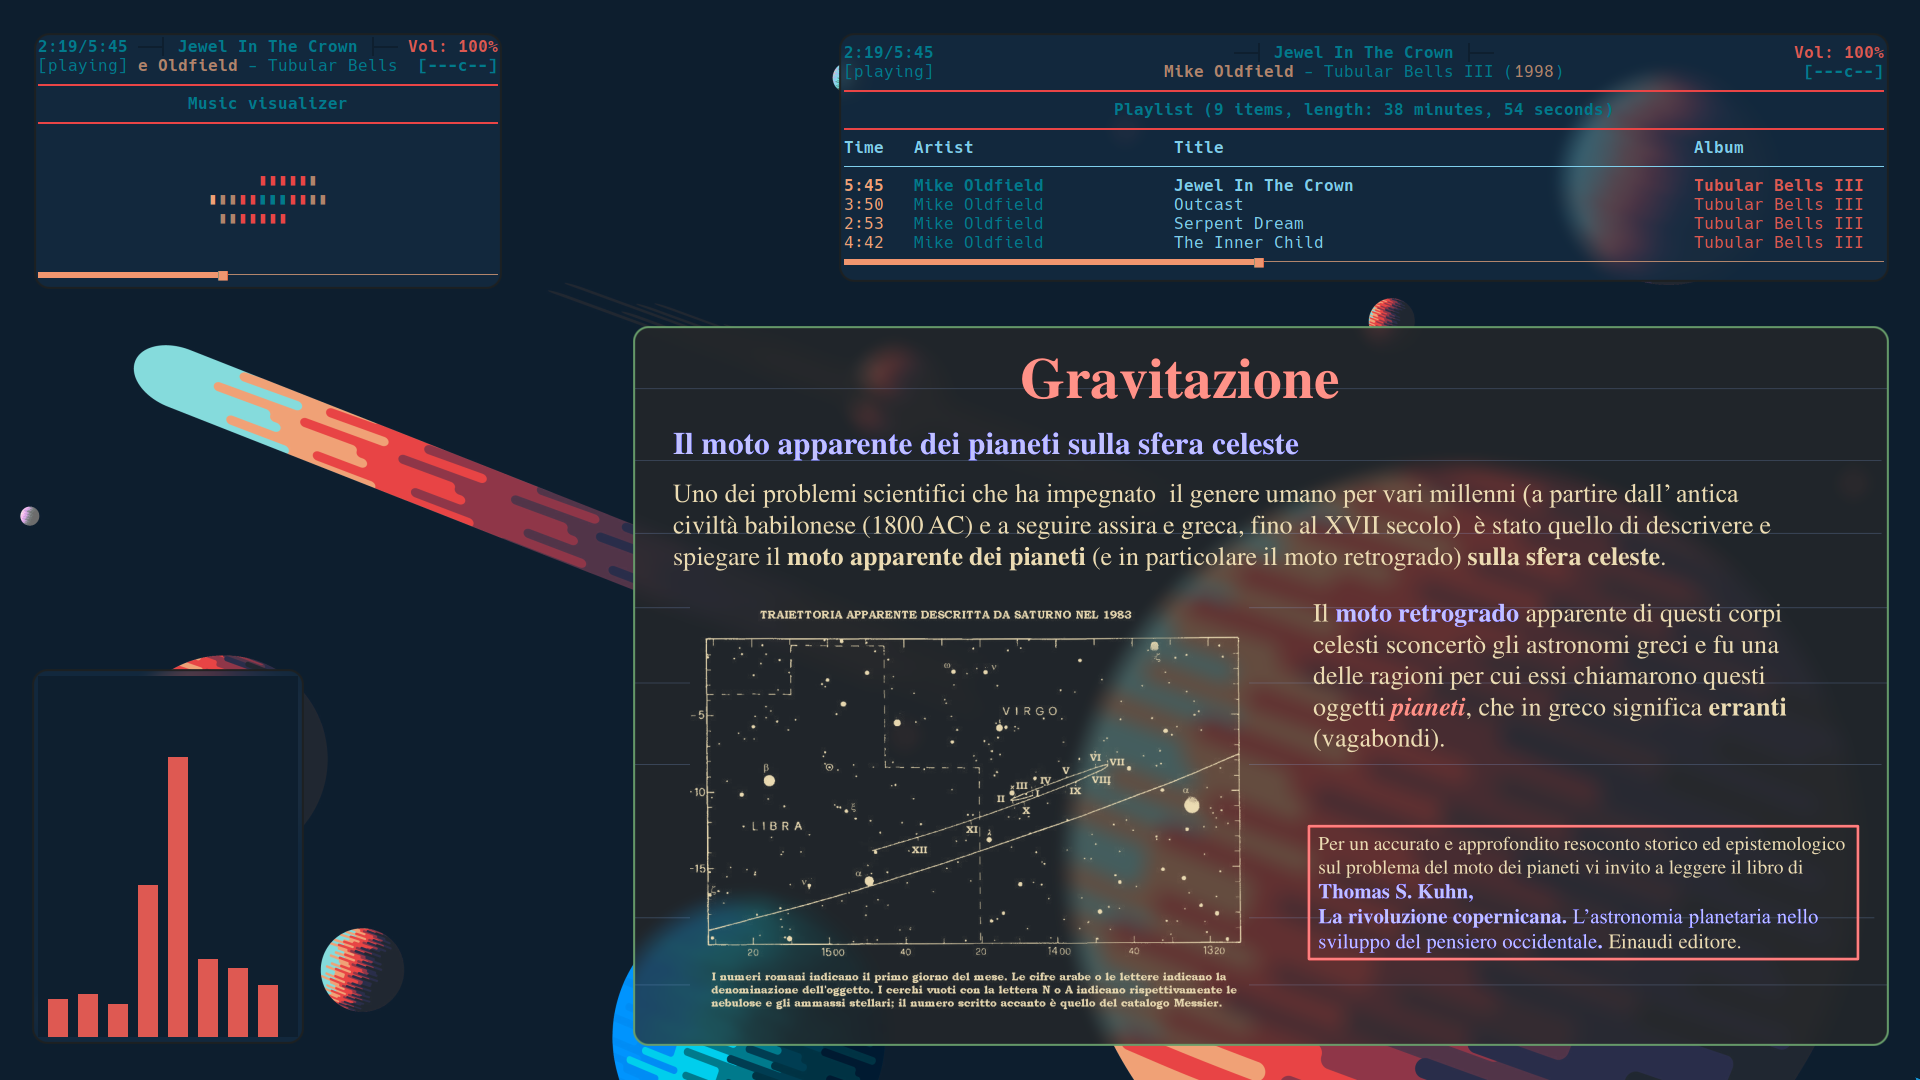 2:19/5:45 Jewel In The Crown Vol: 100%
[playing] e Oldfield – Tubular Bells [---c--]
Music visualizer
2:19/5:45 Jewel In The Crown Vol: 100%
[playing] Mike Oldfield – Tubular Bells III (1998) [---c--]
Playlist (9 items, length: 38 minutes, 54 seconds)
Time Artist Title Album
5:45 Mike Oldfield Jewel In The Crown Tubular Bells III
3:50 Mike Oldfield Outcast Tubular Bells III
2:53 Mike Oldfield Serpent Dream Tubular Bells III
4:42 Mike Oldfield The Inner Child Tubular Bells III
Gravitazione
Il moto apparente dei pianeti sulla sfera celeste
Uno dei problemi scientifici che ha impegnato il genere umano per vari millenni (a partire dall' antica
civiltà babilonese (1800 AC) e a seguire assira e greca, fino al XVII secolo) è stato quello di descrivere e
spiegare il moto apparente dei pianeti (e in particolare il moto retrogrado) sulla sfera celeste.
TRAIETTORIA APPARENTE DESCRITTA DA SATURNO NEL 1983
ω ν ζ
-5 VIRGO
VI VII
β V
III IV VIII
-10 II I IX α
ξ X
LIBRA XI λ
XII
-15 ν α
20 1500 40 20 1400 40 1320
I numeri romani indicano il primo giorno del mese. Le cifre arabe o le lettere indicano la
denominazione dell'oggetto. I cerchi vuoti con la lettera N o A indicano rispettivamente le
nebulose e gli ammassi stellari; il numero scritto accanto è quello del catalogo Messier.
Il moto retrogrado apparente di questi corpi
celesti sconcertò gli astronomi greci e fu una
delle ragioni per cui essi chiamarono questi
oggetti pianeti, che in greco significa erranti
(vagabondi).
Per un accurato e approfondito resoconto storico ed epistemologico
sul problema del moto dei pianeti vi invito a leggere il libro di
Thomas S. Kuhn,
La rivoluzione copernicana. L'astronomia planetaria nello
sviluppo del pensiero occidentale. Einaudi editore.